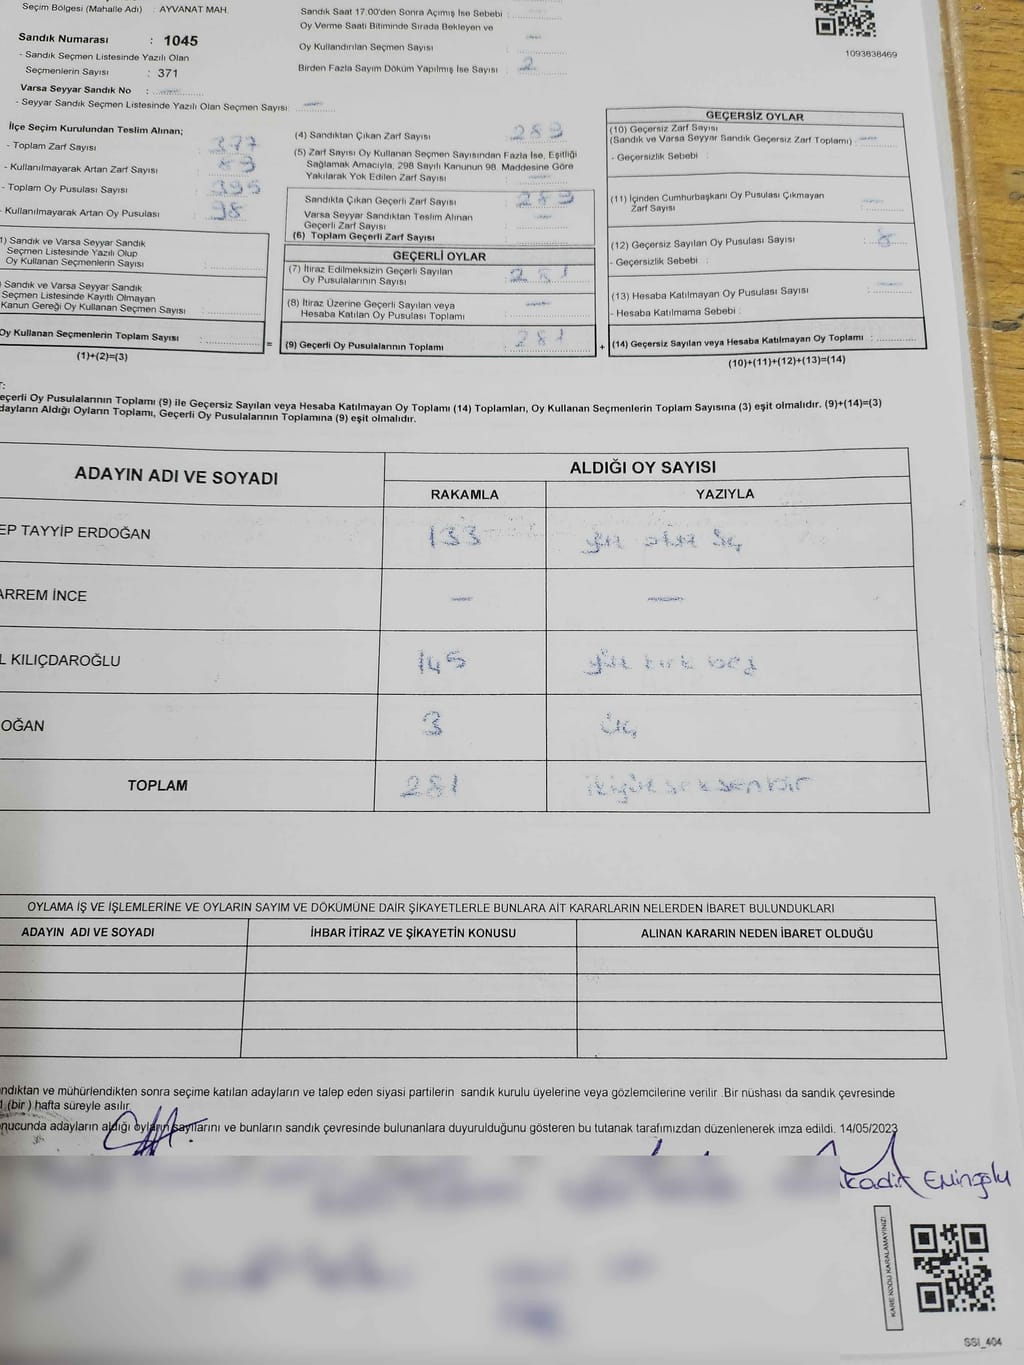 Seçim Bölgesi (Mahalle Adı) : AYVANAT MAH.
Sandık Numarası : 1045
- Sandık Seçmen Listesinde Yazılı Olan
Seçmenlerin Sayısı : 371
Varsa Seyyar Sandık No :
- Seyyar Sandık Seçmen Listesinde Yazılı Olan Seçmen Sayısı:
Sandık Saat 17:00'den Sonra Açımış İse Sebebi :
Oy Verme Saati Bitiminde Sırada Bekleyen ve
Oy Kullandırılan Seçmen Sayısı :
Birden Fazla Sayım Döküm Yapılmış İse Sayısı : 2
1093838469
İlçe Seçim Kurulundan Teslim Alınan;
- Toplam Zarf Sayısı : 377
- Kullanılmayarak Artan Zarf Sayısı :
- Toplam Oy Pusulası Sayısı : 395
- Kullanılmayarak Artan Oy Pusulası : 98
1) Sandık ve Varsa Seyyar Sandık
Seçmen Listesinde Yazılı Olup
Oy Kullanan Seçmenlerin Sayısı :
) Sandık ve Varsa Seyyar Sandık
Seçmen Listesinde Kayıtlı Olmayan
Kanun Gereği Oy Kullanan Seçmen Sayısı :
Oy Kullanan Seçmenlerin Toplam Sayısı :
(1)+(2)=(3)
=
(4) Sandıktan Çıkan Zarf Sayısı : 289
(5) Zarf Sayısı Oy Kullanan Seçmen Sayısından Fazla İse, Eşitliği
Sağlamak Amacıyla, 298 Sayılı Kanunun 98. Maddesine Göre
Yakılarak Yok Edilen Zarf Sayısı :
Sandıkta Çıkan Geçerli Zarf Sayısı : 289
Varsa Seyyar Sandıktan Teslim Alınan
Geçerli Zarf Sayısı :
(6) Toplam Geçerli Zarf Sayısı :
GEÇERLİ OYLAR
(7) İtiraz Edilmeksizin Geçerli Sayılan
Oy Pusulalarının Sayısı : 281
(8) İtiraz Üzerine Geçerli Sayılan veya
Hesaba Katılan Oy Pusulası Toplamı :
(9) Geçerli Oy Pusulalarının Toplamı : 281
+
GEÇERSİZ OYLAR
(10) Geçersiz Zarf Sayısı
(Sandık ve Varsa Seyyar Sandık Geçersiz Zarf Toplamı) :
- Geçersizlik Sebebi :
(11) İçinden Cumhurbaşkanı Oy Pusulası Çıkmayan
Zarf Sayısı :
(12) Geçersiz Sayılan Oy Pusulası Sayısı : 8
- Geçersizlik Sebebi :
(13) Hesaba Katılmayan Oy Pusulası Sayısı :
- Hesaba Katılmama Sebebi :
(14) Geçersiz Sayılan veya Hesaba Katılmayan Oy Toplamı :
(10)+(11)+(12)+(13)=(14)
T:
eçerli Oy Pusulalarının Toplamı (9) ile Geçersiz Sayılan veya Hesaba Katılmayan Oy Toplamı (14) Toplamları, Oy Kullanan Seçmenlerin Toplam Sayısına (3) eşit olmalıdır. (9)+(14)=(3)
dayların Aldığı Oyların Toplamı, Geçerli Oy Pusulalarının Toplamına (9) eşit olmalıdır.
ADAYIN ADI VE SOYADI
ALDIĞI OY SAYISI
RAKAMLA YAZIYLA
EP TAYYİP ERDOĞAN 133 yüz otuz üç
ARREM İNCE
L KILIÇDAROĞLU 145 yüz kırk beş
OĞAN 3 üç
TOPLAM 281 ikiyüz seksenbir
OYLAMA İŞ VE İŞLEMLERİNE VE OYLARIN SAYIM VE DÖKÜMÜNE DAİR ŞİKAYETLERLE BUNLARA AİT KARARLARIN NELERDEN İBARET BULUNDUKLARI
ADAYIN ADI VE SOYADI İHBAR İTİRAZ VE ŞİKAYETİN KONUSU ALINAN KARARIN NEDEN İBARET OLDUĞU
ndıktan ve mühürlendikten sonra seçime katılan adayların ve talep eden siyasi partilerin sandık kurulu üyelerine veya gözlemcilerine verilir .Bir nüshası da sandık çevresinde
1 (bir ) hafta süreyle asılır.
nucunda adayların aldığı oyların sayılarını ve bunların sandık çevresinde bulunanlara duyurulduğunu gösteren bu tutanak tarafımızdan düzenlenerek imza edildi. 14/05/2023
KARE KODU KARALAMAYINIZ!
SSI_404